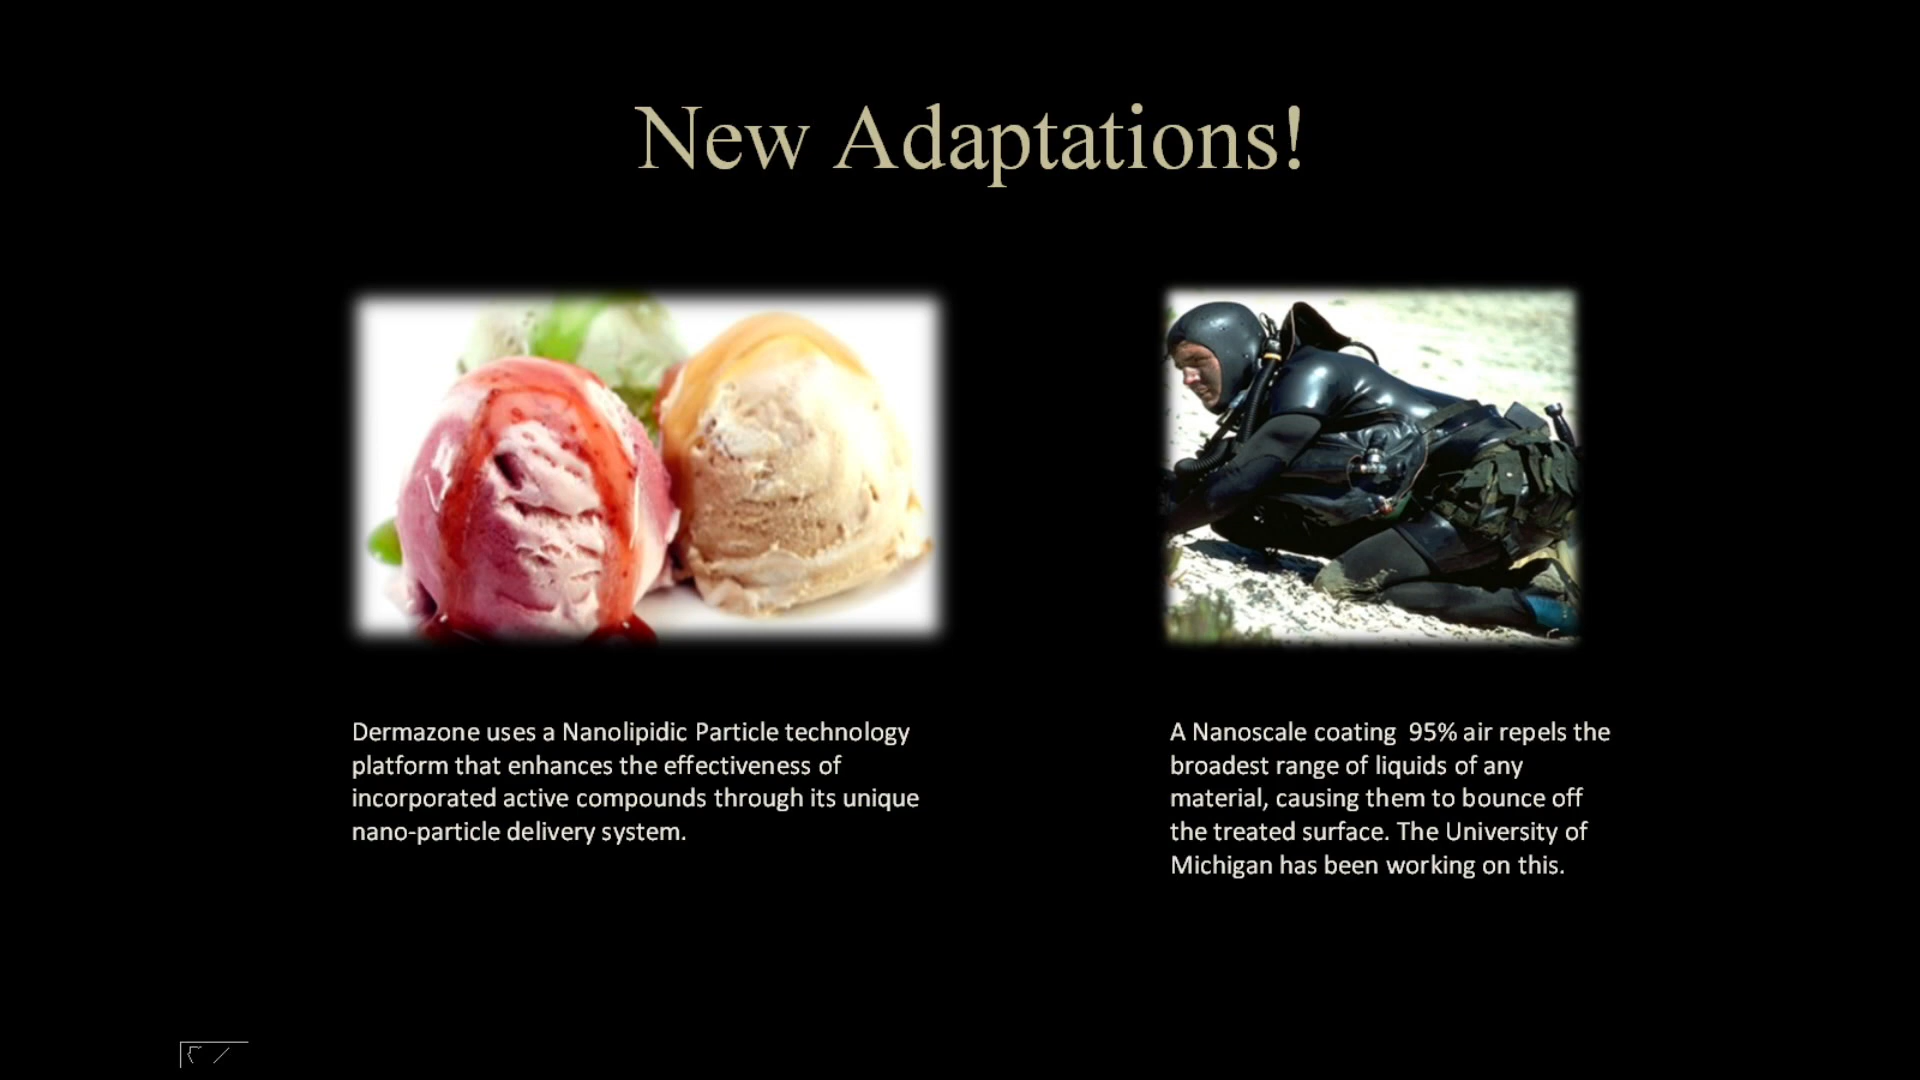 New Adaptations!
Dermazone uses a Nanolipidic Particle technology
platform that enhances the effectiveness of
incorporated active compounds through its unique
nano-particle delivery system.
A Nanoscale coating  95% air repels the
broadest range of liquids of any
material, causing them to bounce off
the treated surface. The University of
Michigan has been working on this.